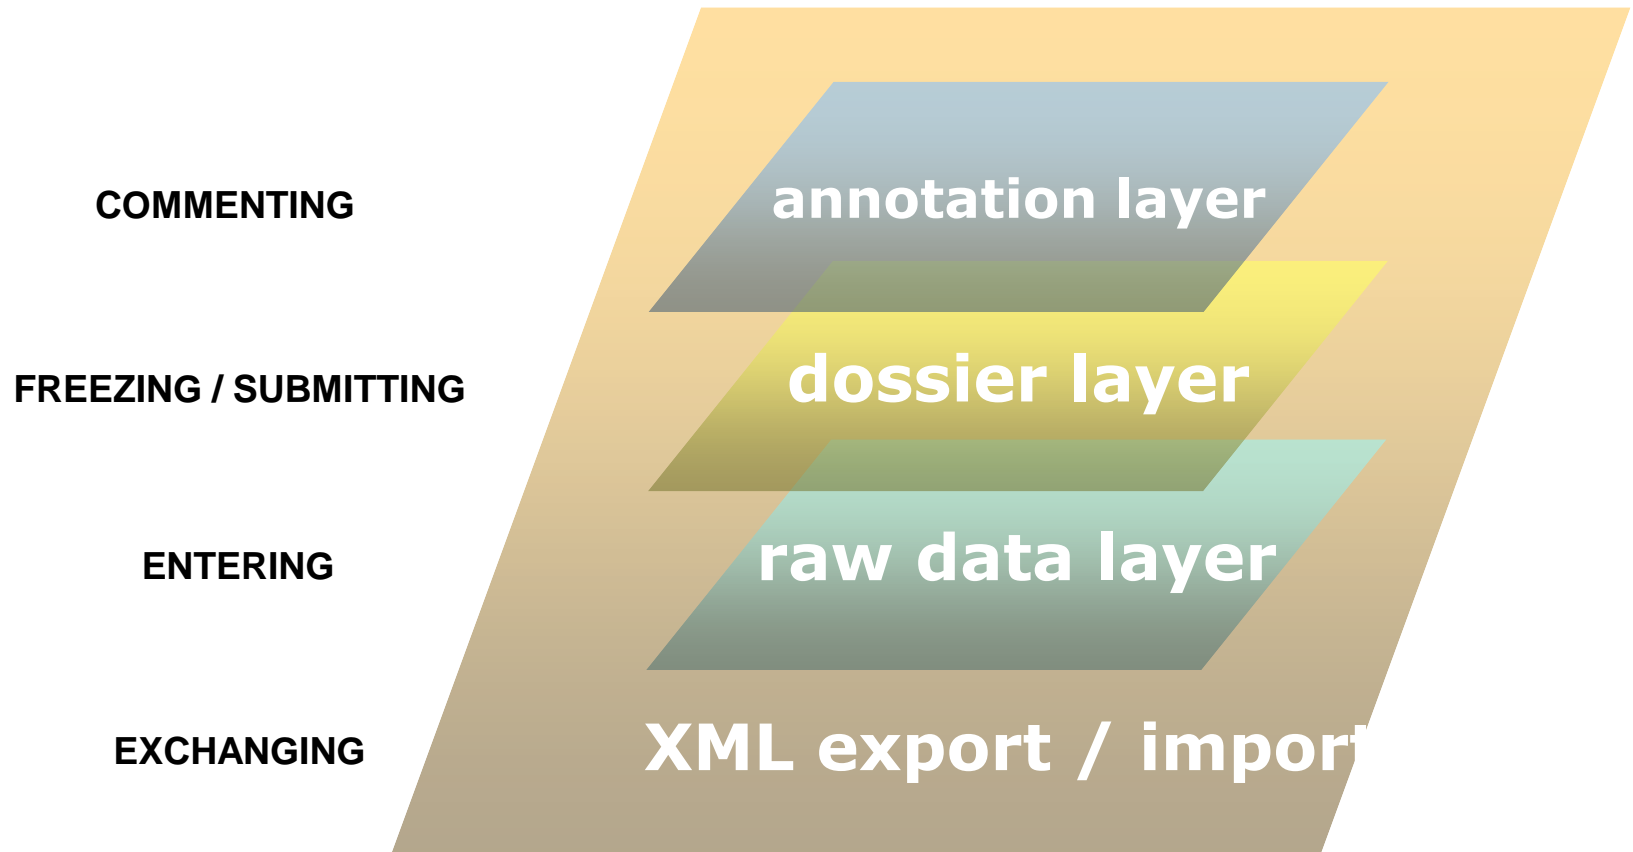 COMMENTING
annotation layer
FREEZING / SUBMITTING
dossier layer
ENTERING
raw data layer
EXCHANGING
XML export / import